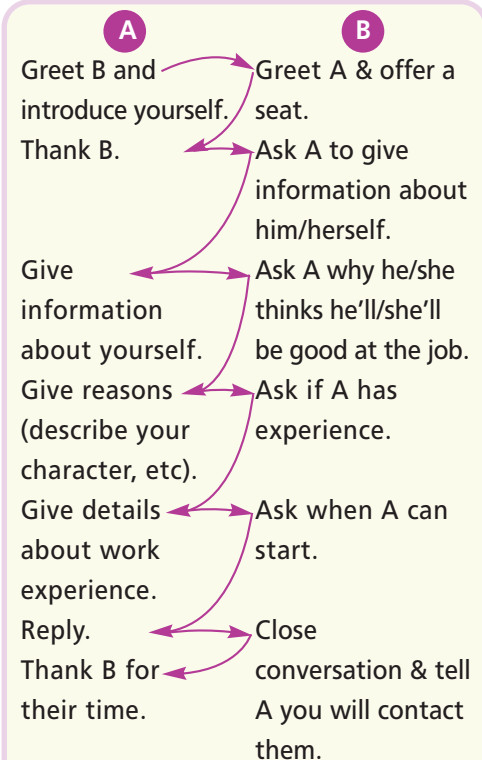 A
B
Greet B and
introduce yourself.
Greet A & offer a
seat.
Thank B.
Ask A to give
information about
him/herself.
Give
information
about yourself.
Ask A why he/she
thinks he'll/she'll
be good at the job.
Give reasons
(describe your
character, etc).
Ask if A has
experience.
Give details
about work
experience.
Ask when A can
start.
Reply.
Close
conversation & tell
A you will contact
them.
Thank B for
their time.